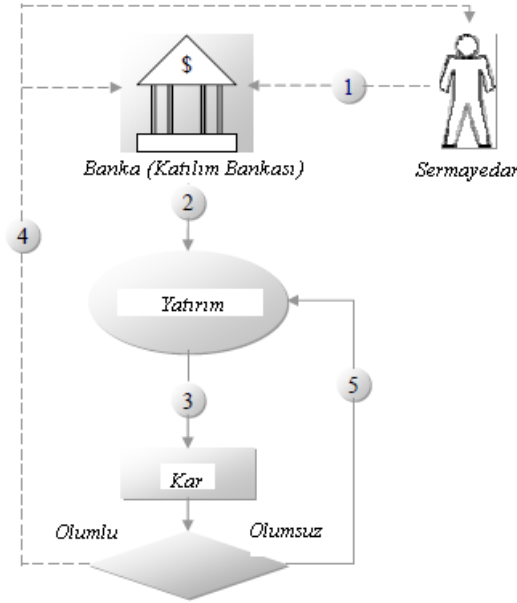 $
1
Banka (Katılım Bankası)
Sermayedar
2
4
Yatırım
5
3
Kar
Olumlu
Olumsuz